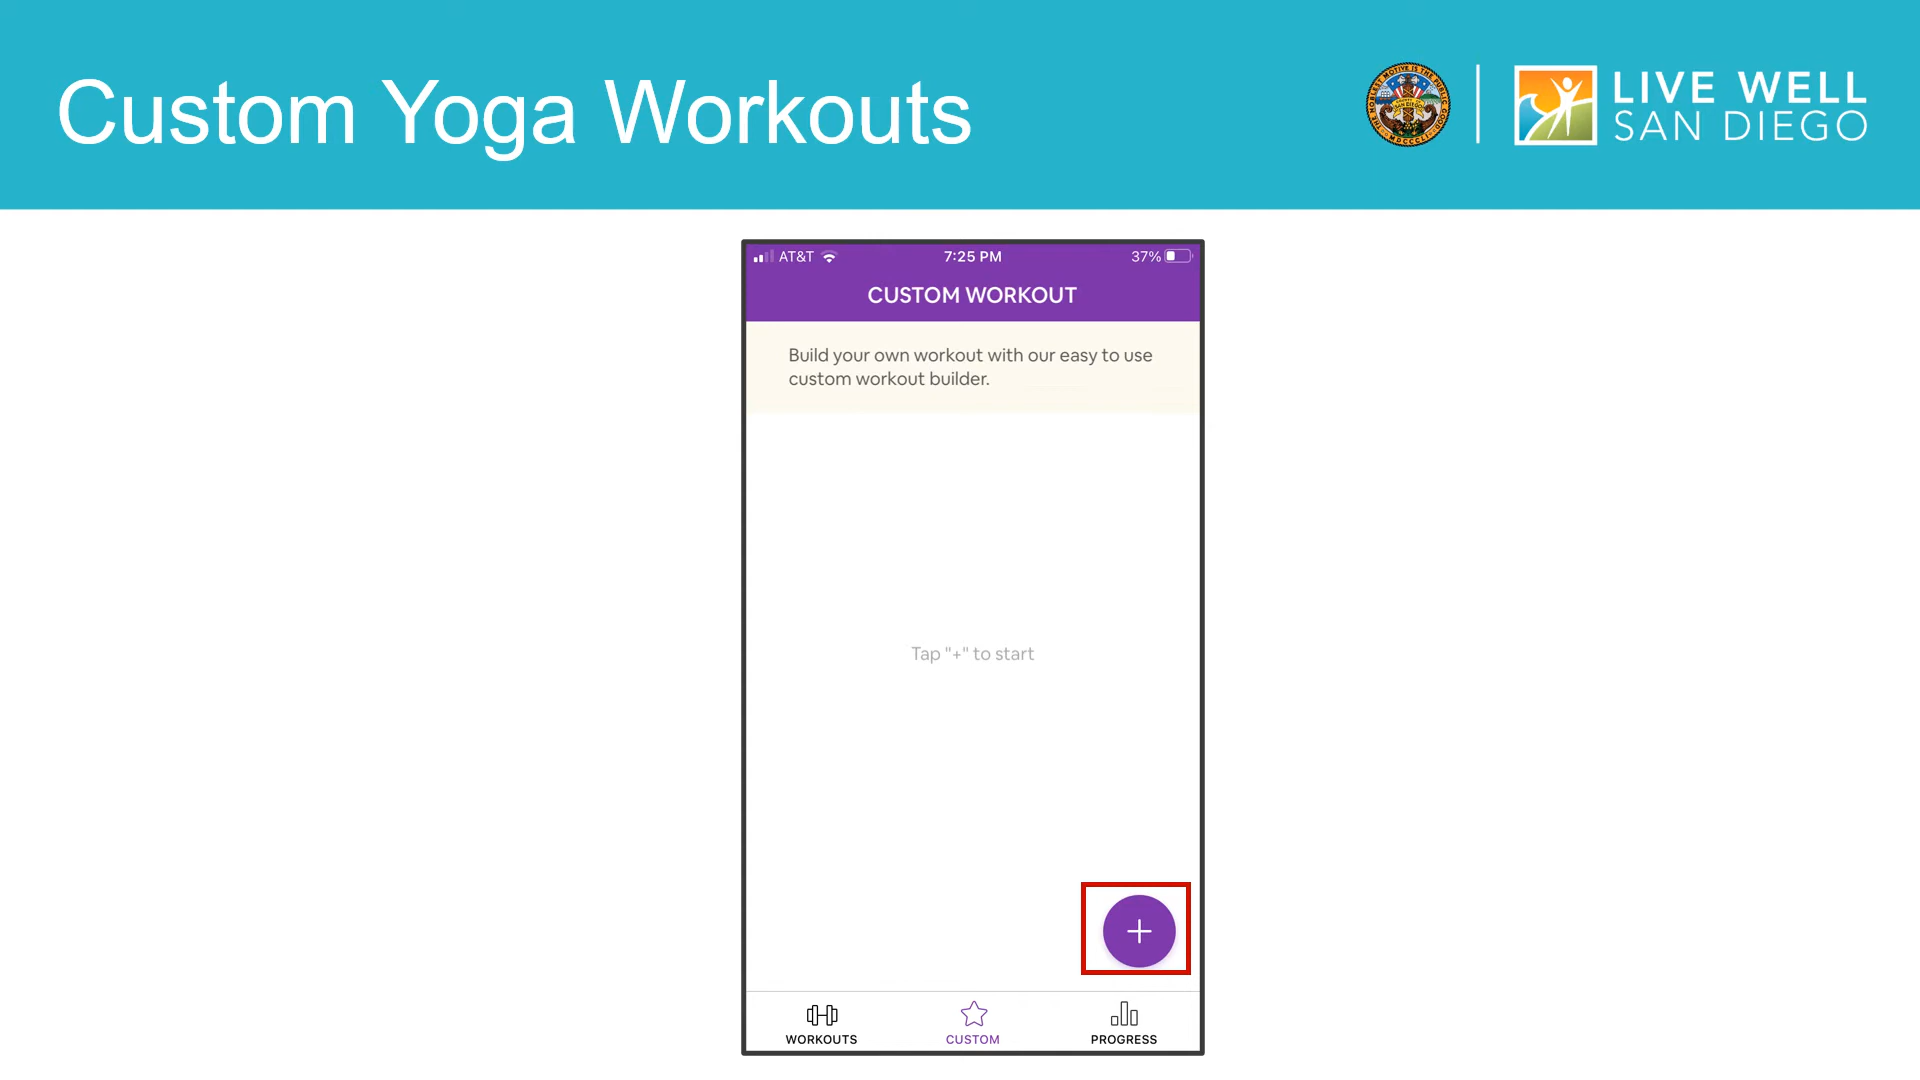 Custom Yoga Workouts
LIVE WELL
SAN DIEGO
AT&T 7:25 PM 37%
CUSTOM WORKOUT
Build your own workout with our easy to use
custom workout builder.
Tap "+" to start
+
WORKOUTS CUSTOM PROGRESS